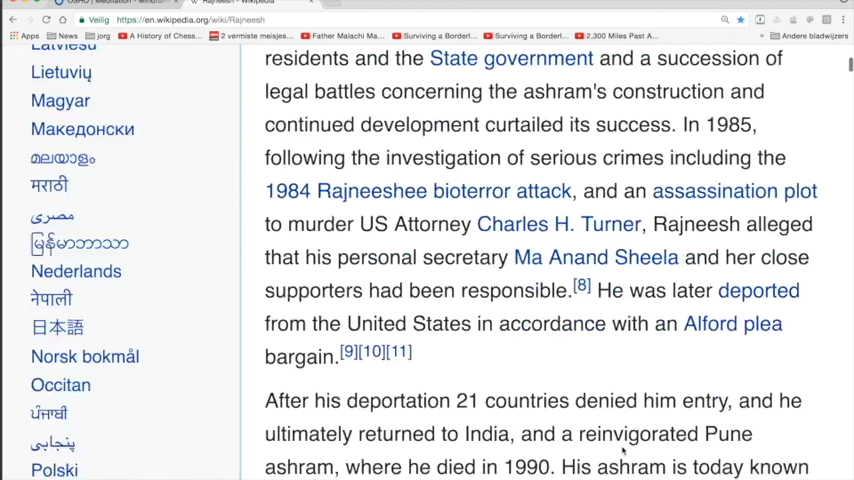 OSHO | Meditation - Mindfuln
W Rajneesh - Wikipedia
Veilig
https://en.wikipedia.org/wiki/Rajneesh
Apps
News
jorg
A History of Chess...
2 vermiste meisjes...
Father Malachi Ma...
Surviving a Borderl...
Surviving a Borderl...
2,300 Miles Past A...
»
Andere bladwijzers
Latviešu
Lietuvių
Magyar
Македонски
മലയാളം
मराठी
مصرى
မြန်မာဘာသာ
Nederlands
नेपाली
日本語
Norsk bokmål
Occitan
ਪੰਜਾਬੀ
پنجابی
Polski
residents and the State government and a succession of
legal battles concerning the ashram's construction and
continued development curtailed its success. In 1985,
following the investigation of serious crimes including the
1984 Rajneeshee bioterror attack, and an assassination plot
to murder US Attorney Charles H. Turner, Rajneesh alleged
that his personal secretary Ma Anand Sheela and her close
supporters had been responsible.[8] He was later deported
from the United States in accordance with an Alford plea
bargain.[9][10][11]
After his deportation 21 countries denied him entry, and he
ultimately returned to India, and a reinvigorated Pune
ashram, where he died in 1990. His ashram is today known